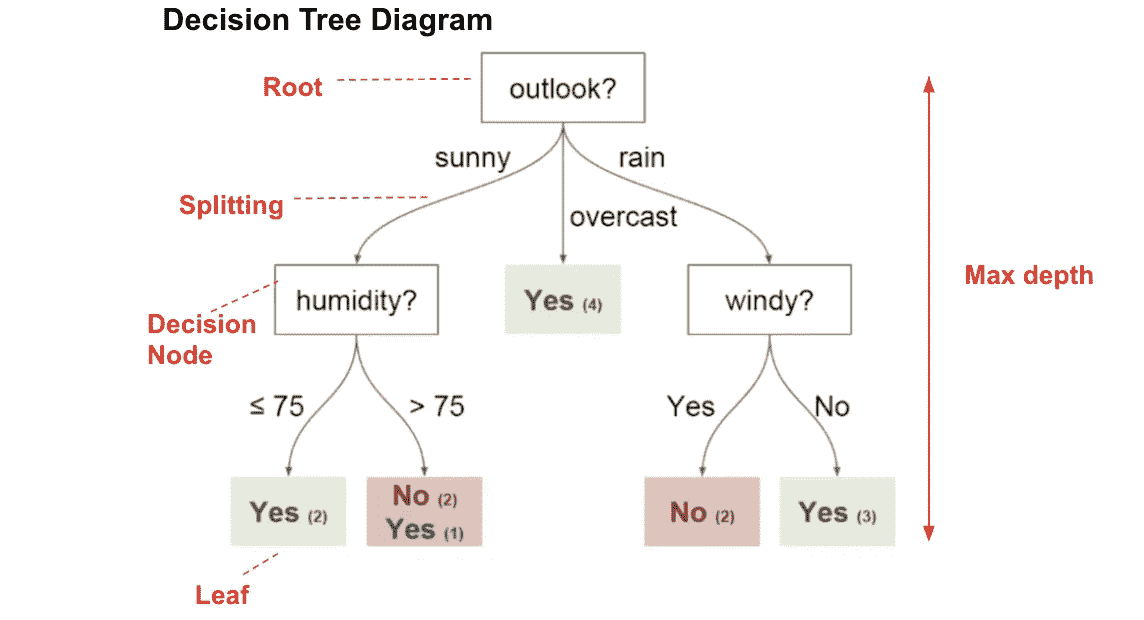 Decision Tree Diagram
Root
outlook?
sunny
rain
Splitting
overcast
Max depth
humidity?
Yes (4)
windy?
Decision
Node
≤ 75
> 75
Yes
No
Yes (2)
No (2)
Yes (1)
No (2)
Yes (3)
Leaf